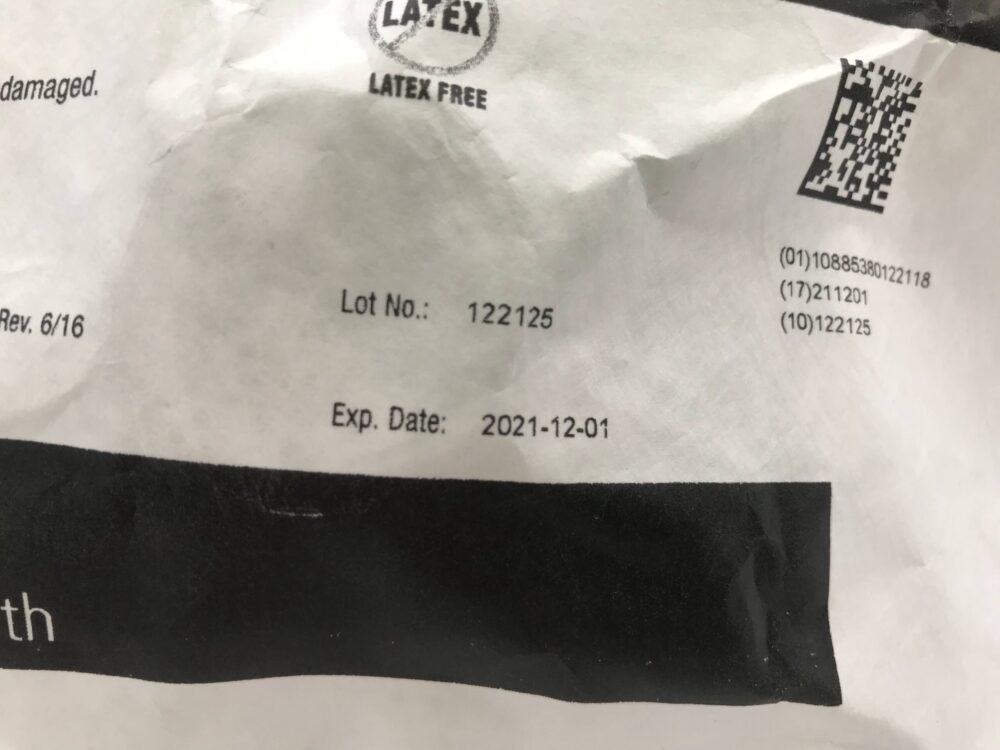 LATEX
LATEX FREE
damaged.
(01)10885380122118
(17)211201
(10)122125
Lot No.: 122125
Rev. 6/16
Exp. Date: 2021-12-01
th